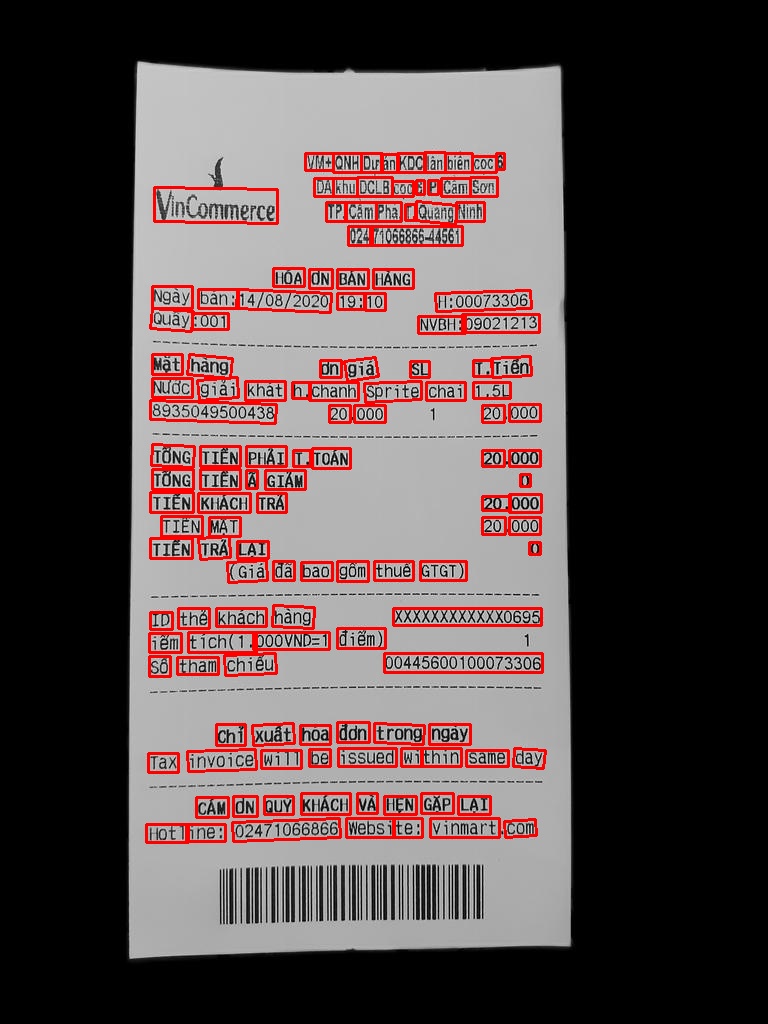 VM+ QNH Dự án KDC lấn biển cọc 6
DA khu DCLB cọc 6, P. Cẩm Sơn
VinCommerce
TP. Cẩm Phả, T. Quảng Ninh
024 71066866-44561
HÓA ĐƠN BÁN HÀNG
Ngày bán:14/08/2020 19:10 HĐ:00073306
Quầy:001 NVBH:09021213
Mặt hàng Đơn giá SL T.Tiền
Nước giải khát h.chanh Sprite chai 1.5L
8935049500438 20.000 1 20.000
TỔNG TIỀN PHẢI T.TOÁN 20.000
TỔNG TIỀN ĐÃ GIẢM 0
TIỀN KHÁCH TRẢ 20.000
TIỀN MẶT 20.000
TIỀN TRẢ LẠI 0
(Giá đã bao gồm thuế GTGT)
ID thẻ khách hàng XXXXXXXXXXXX0695
Điểm tích(1.000VND=1 điểm) 1
Số tham chiếu 00445600100073306
Chỉ xuất hóa đơn trong ngày
Tax invoice will be issued within same day
CẢM ƠN QUÝ KHÁCH VÀ HẸN GẶP LẠI
Hotline: 02471066866 Website: vinmart.com